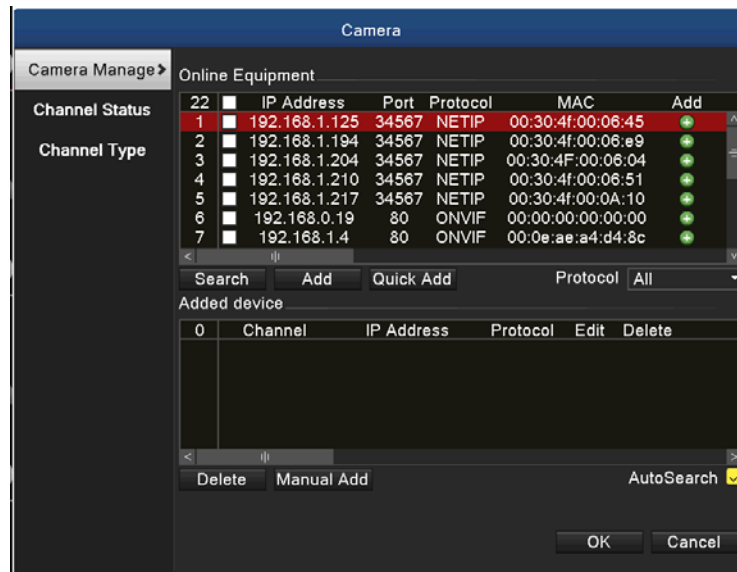 Camera
Camera Manage
Channel Status
Channel Type
Online Equipment
22 IP Address Port Protocol MAC Add
1 192.168.1.125 34567 NETIP 00:30:4f:00:06:45
2 192.168.1.194 34567 NETIP 00:30:4f:00:06:e9
3 192.168.1.204 34567 NETIP 00:30:4F:00:06:04
4 192.168.1.210 34567 NETIP 00:30:4f:00:06:51
5 192.168.1.217 34567 NETIP 00:30:4f:00:0A:10
6 192.168.0.19 80 ONVIF 00:00:00:00:00:00
7 192.168.1.4 80 ONVIF 00:0e:ae:a4:d4:8c
Search Add Quick Add Protocol All
Added device
0 Channel IP Address Protocol Edit Delete
Delete Manual Add AutoSearch
OK Cancel